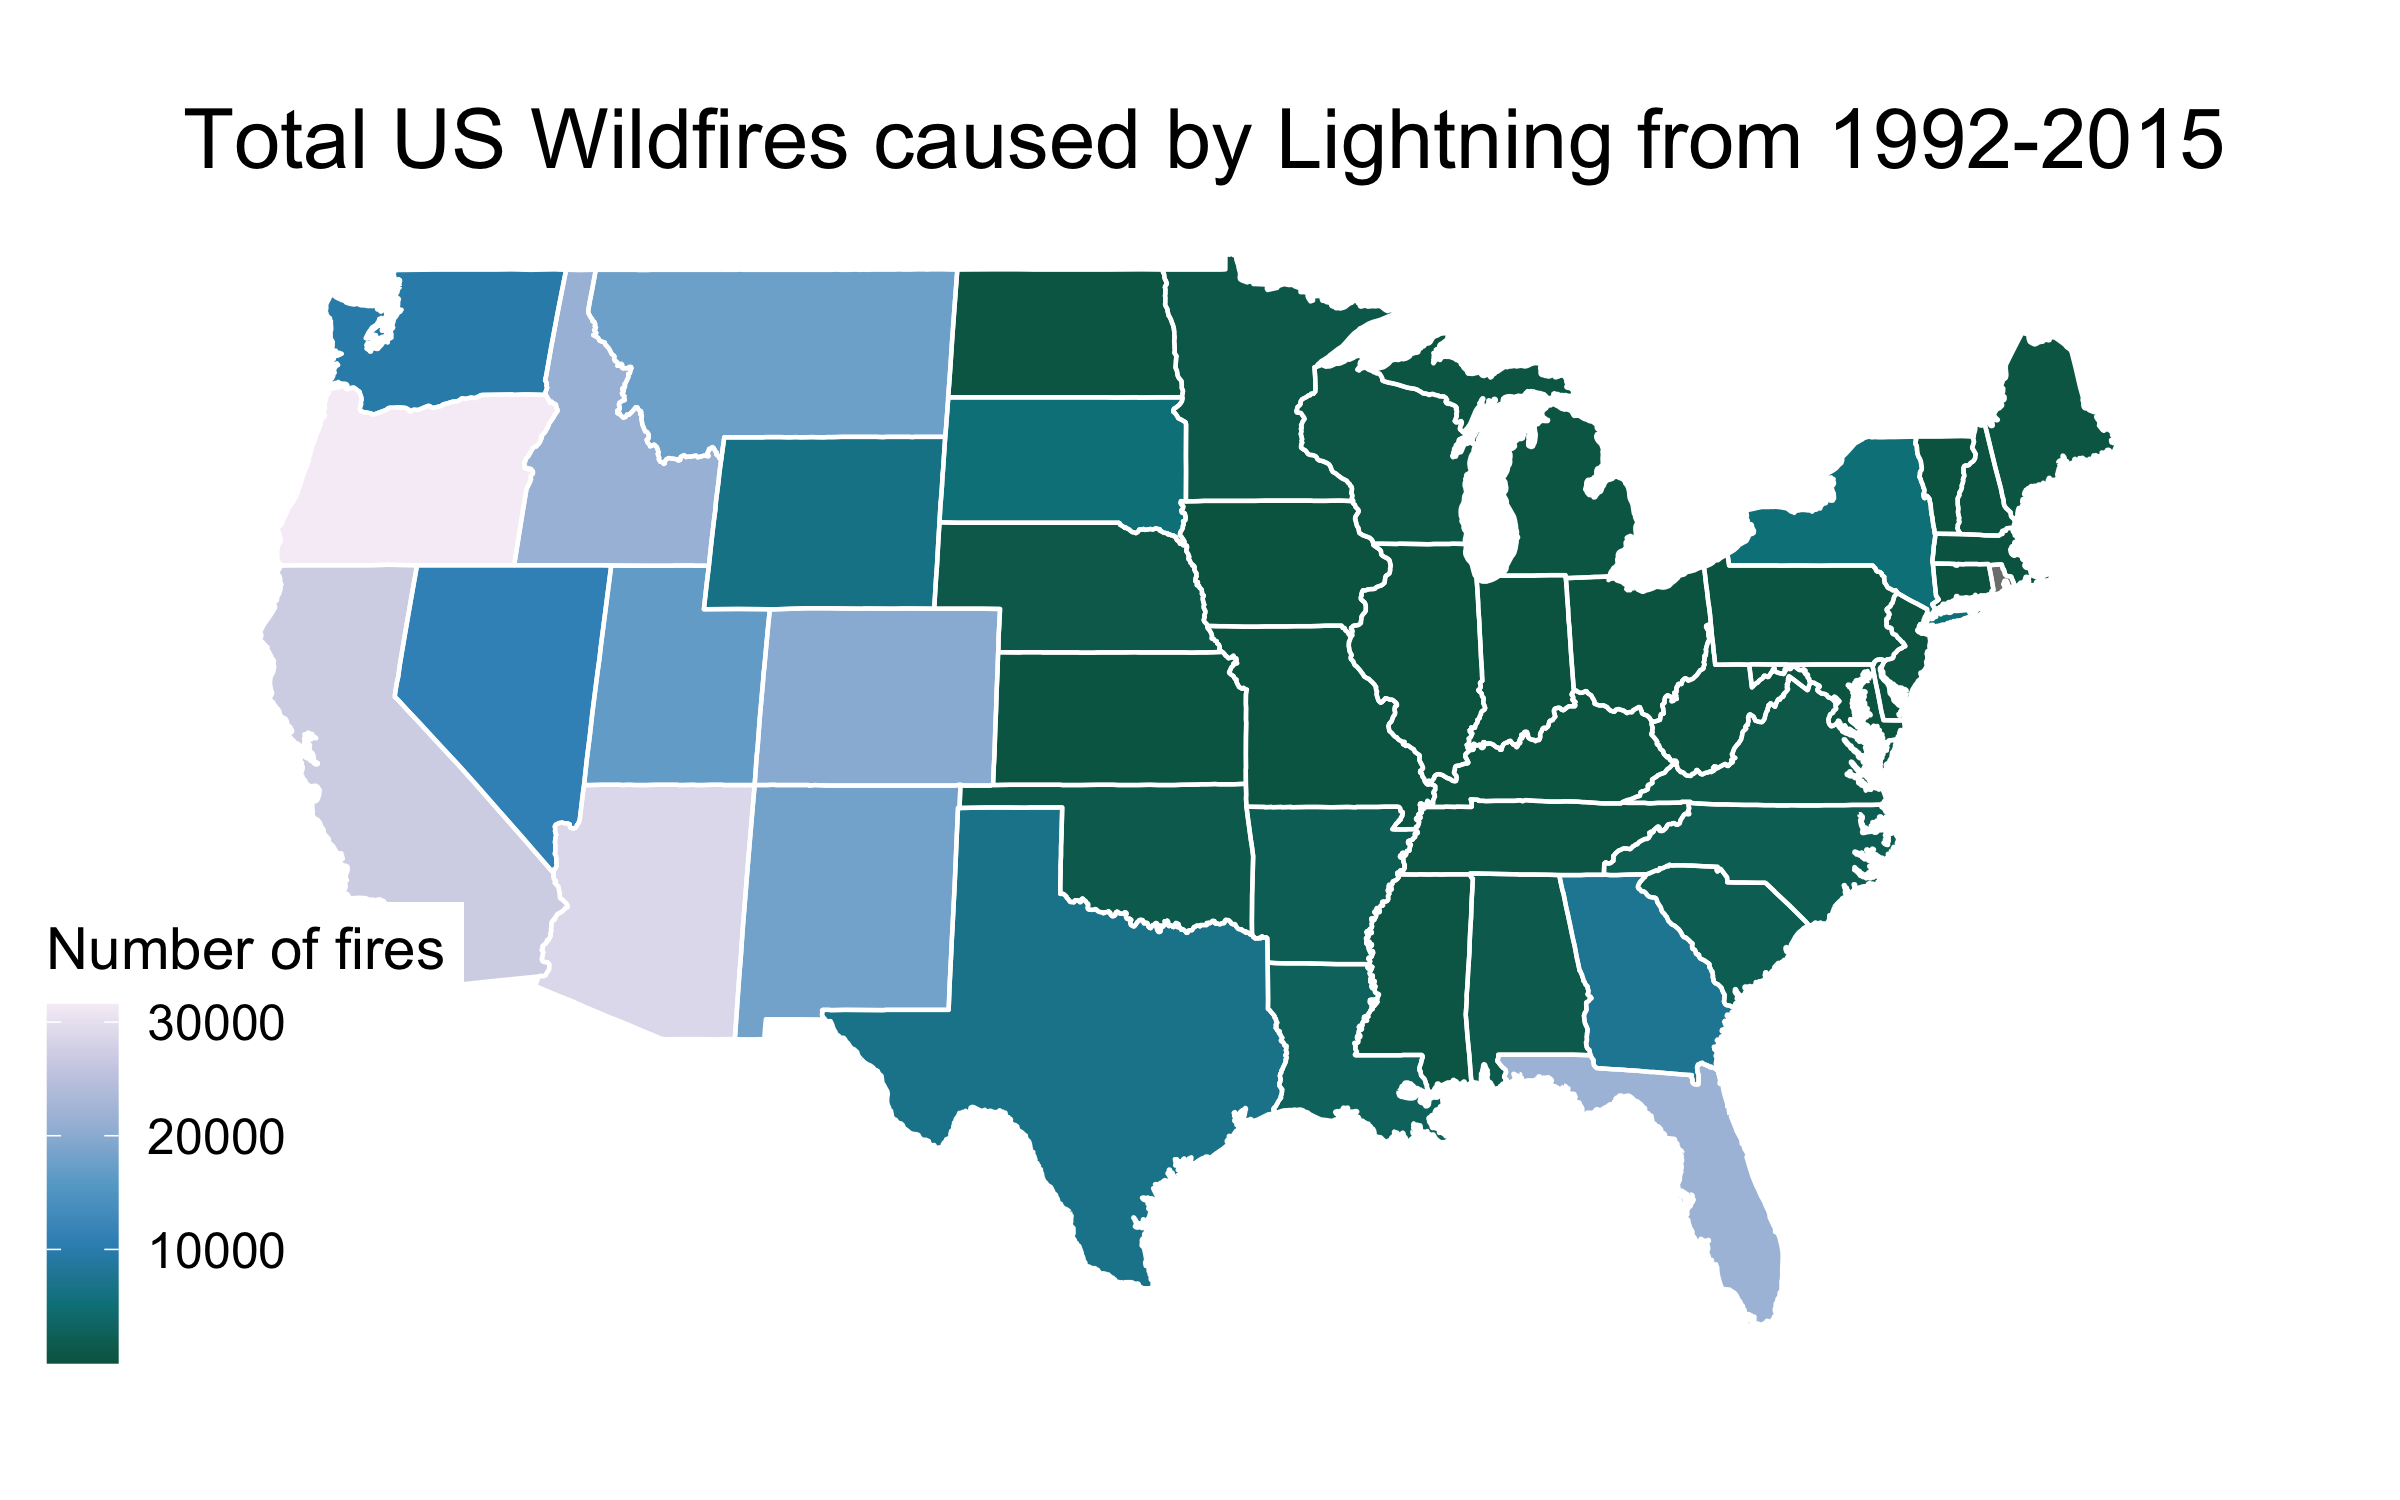 Total US Wildfires caused by Lightning from 1992-2015
Number of fires
30000
20000
10000